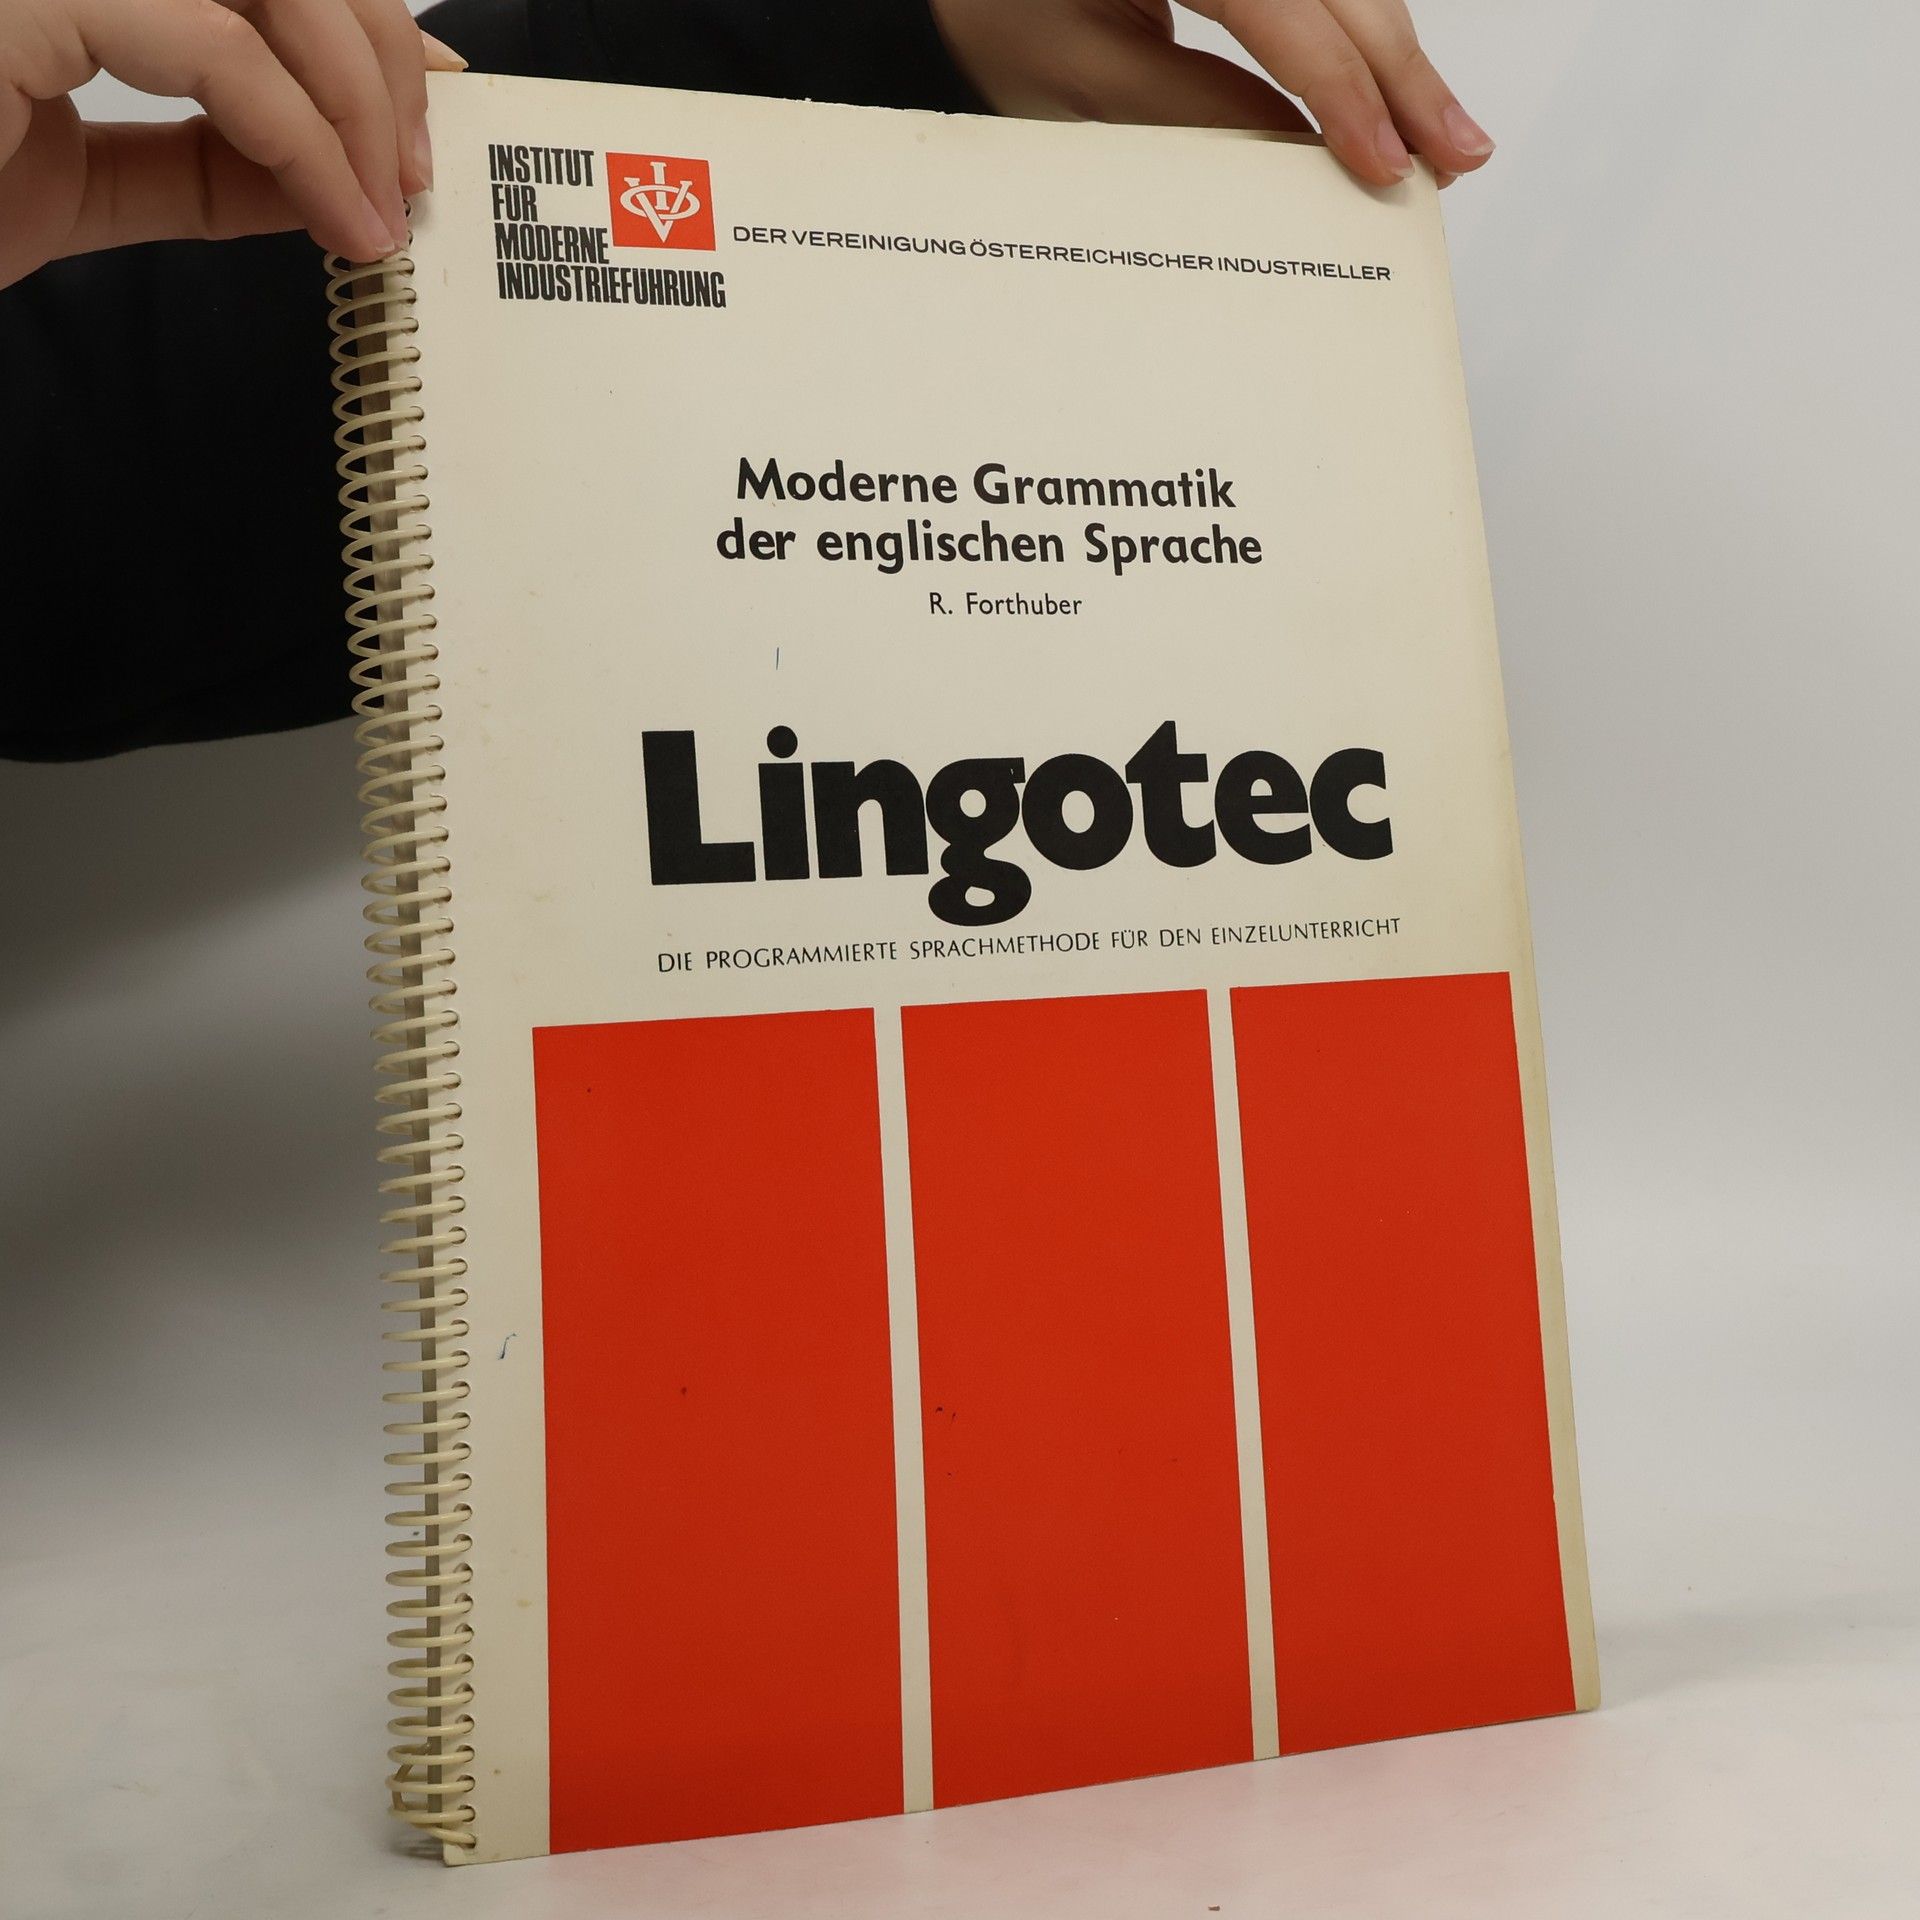 INSTITUT
FÜR
MODERNE
INDUSTRIEFÜHRUNG
VÖI
DER VEREINIGUNG ÖSTERREICHISCHER INDUSTRIELLER
Moderne Grammatik
der englischen Sprache
R. Forthuber
Lingotec
DIE PROGRAMMIERTE SPRACHMETHODE FÜR DEN EINZELUNTERRICHT